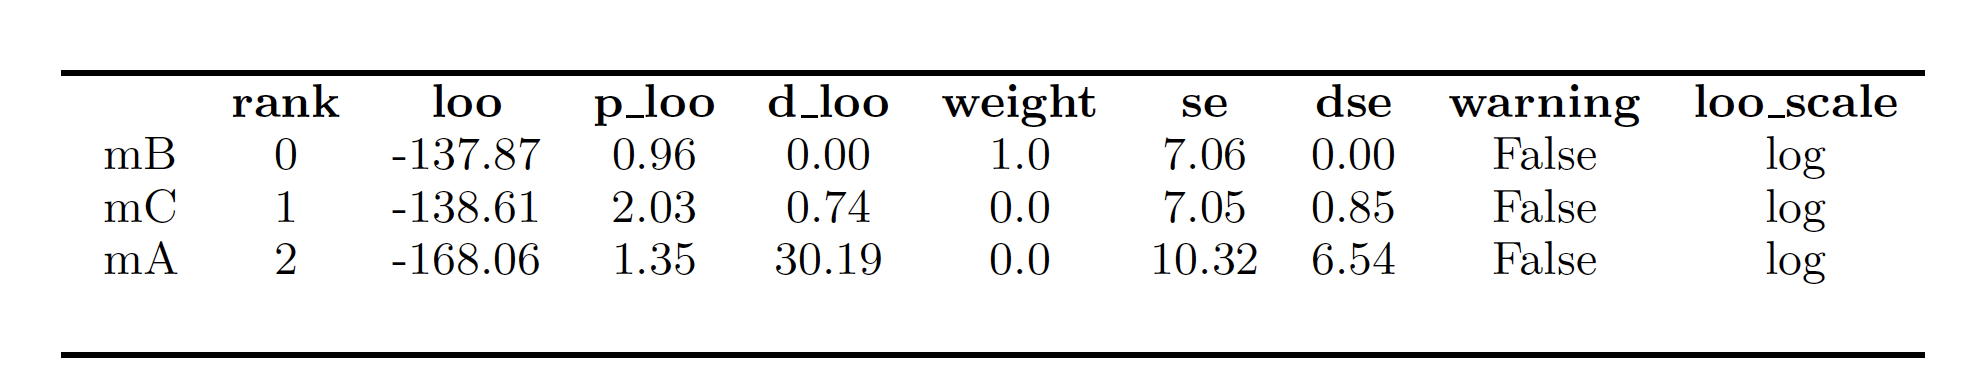 rank loo p_loo d_loo weight se dse warning loo_scale
mB 0 -137.87 0.96 0.00 1.0 7.06 0.00 False log
mC 1 -138.61 2.03 0.74 0.0 7.05 0.85 False log
mA 2 -168.06 1.35 30.19 0.0 10.32 6.54 False log